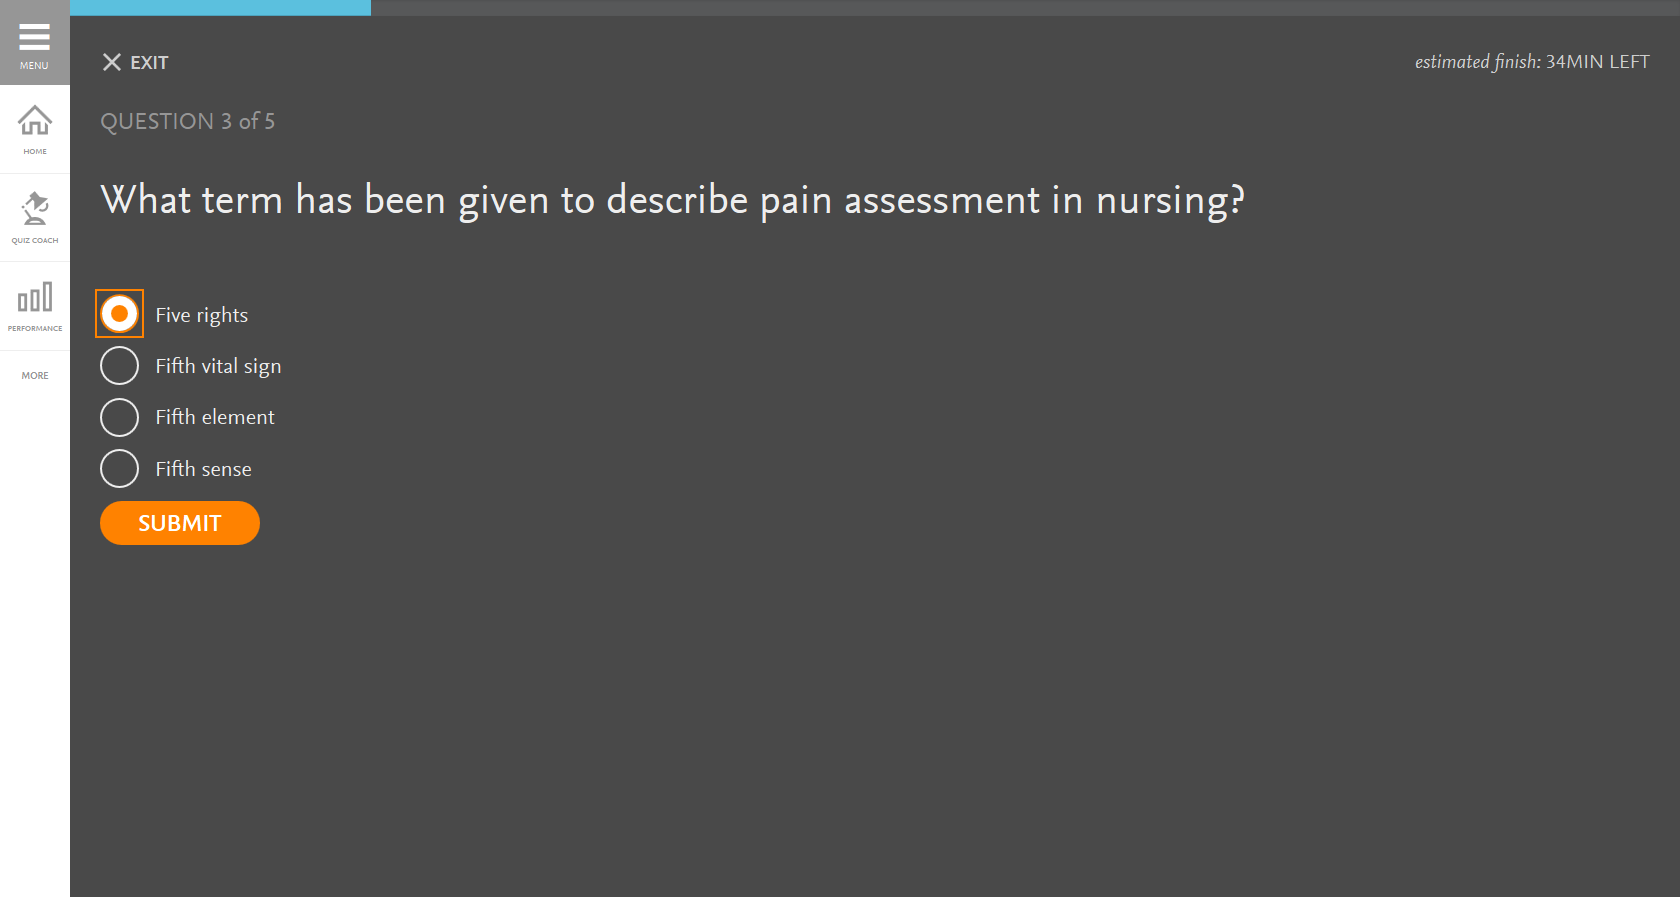 MENU
HOME
QUIZ COACH
PERFORMANCE
MORE
EXIT
estimated finish: 34MIN LEFT
QUESTION 3 of 5
What term has been given to describe pain assessment in nursing?
Five rights
Fifth vital sign
Fifth element
Fifth sense
SUBMIT